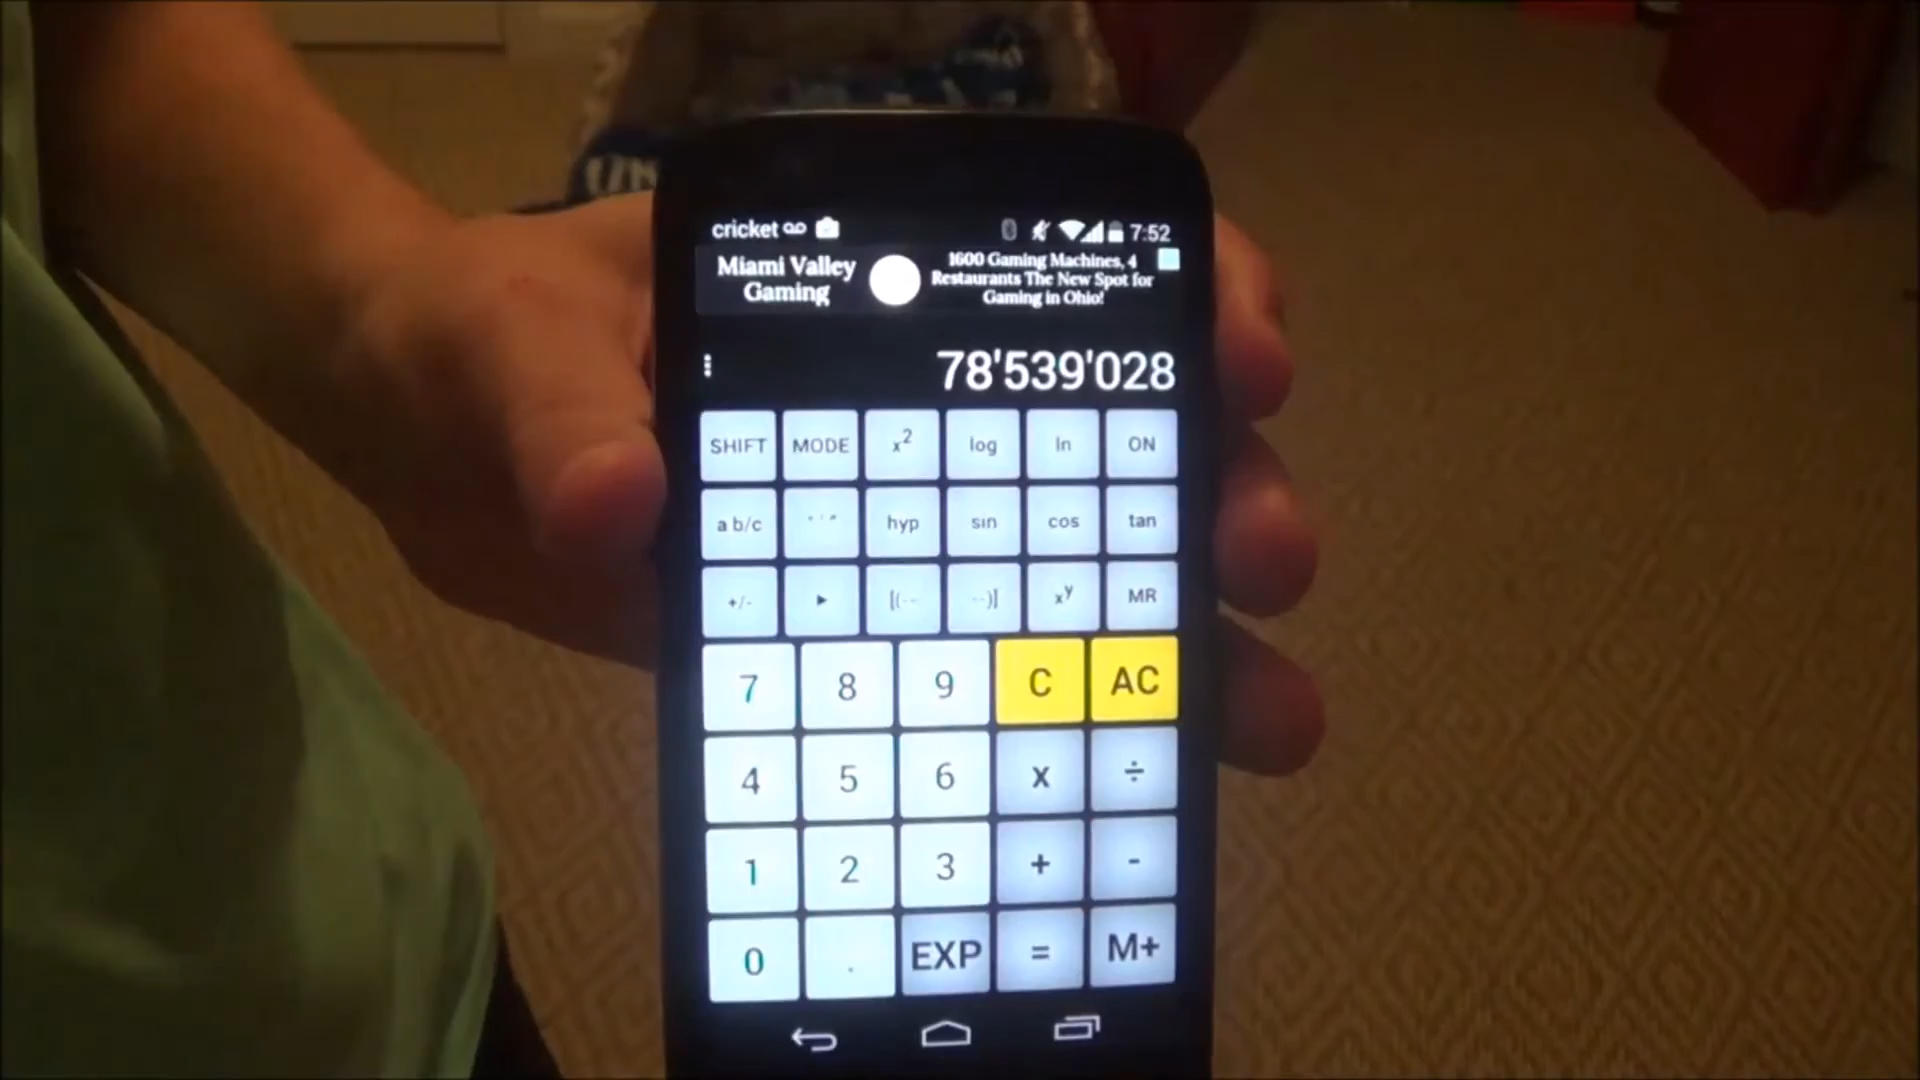 cricket 7:52
Miami Valley
Gaming
1600 Gaming Machines, 4
Restaurants The New Spot for
Gaming in Ohio!
78'539'028
SHIFT MODE x² log ln ON
a b/c ° ' " hyp sin cos tan
+/- ▸ [(-- --)] xʸ MR
7 8 9 C AC
4 5 6 x ÷
1 2 3 + -
0 . EXP = M+